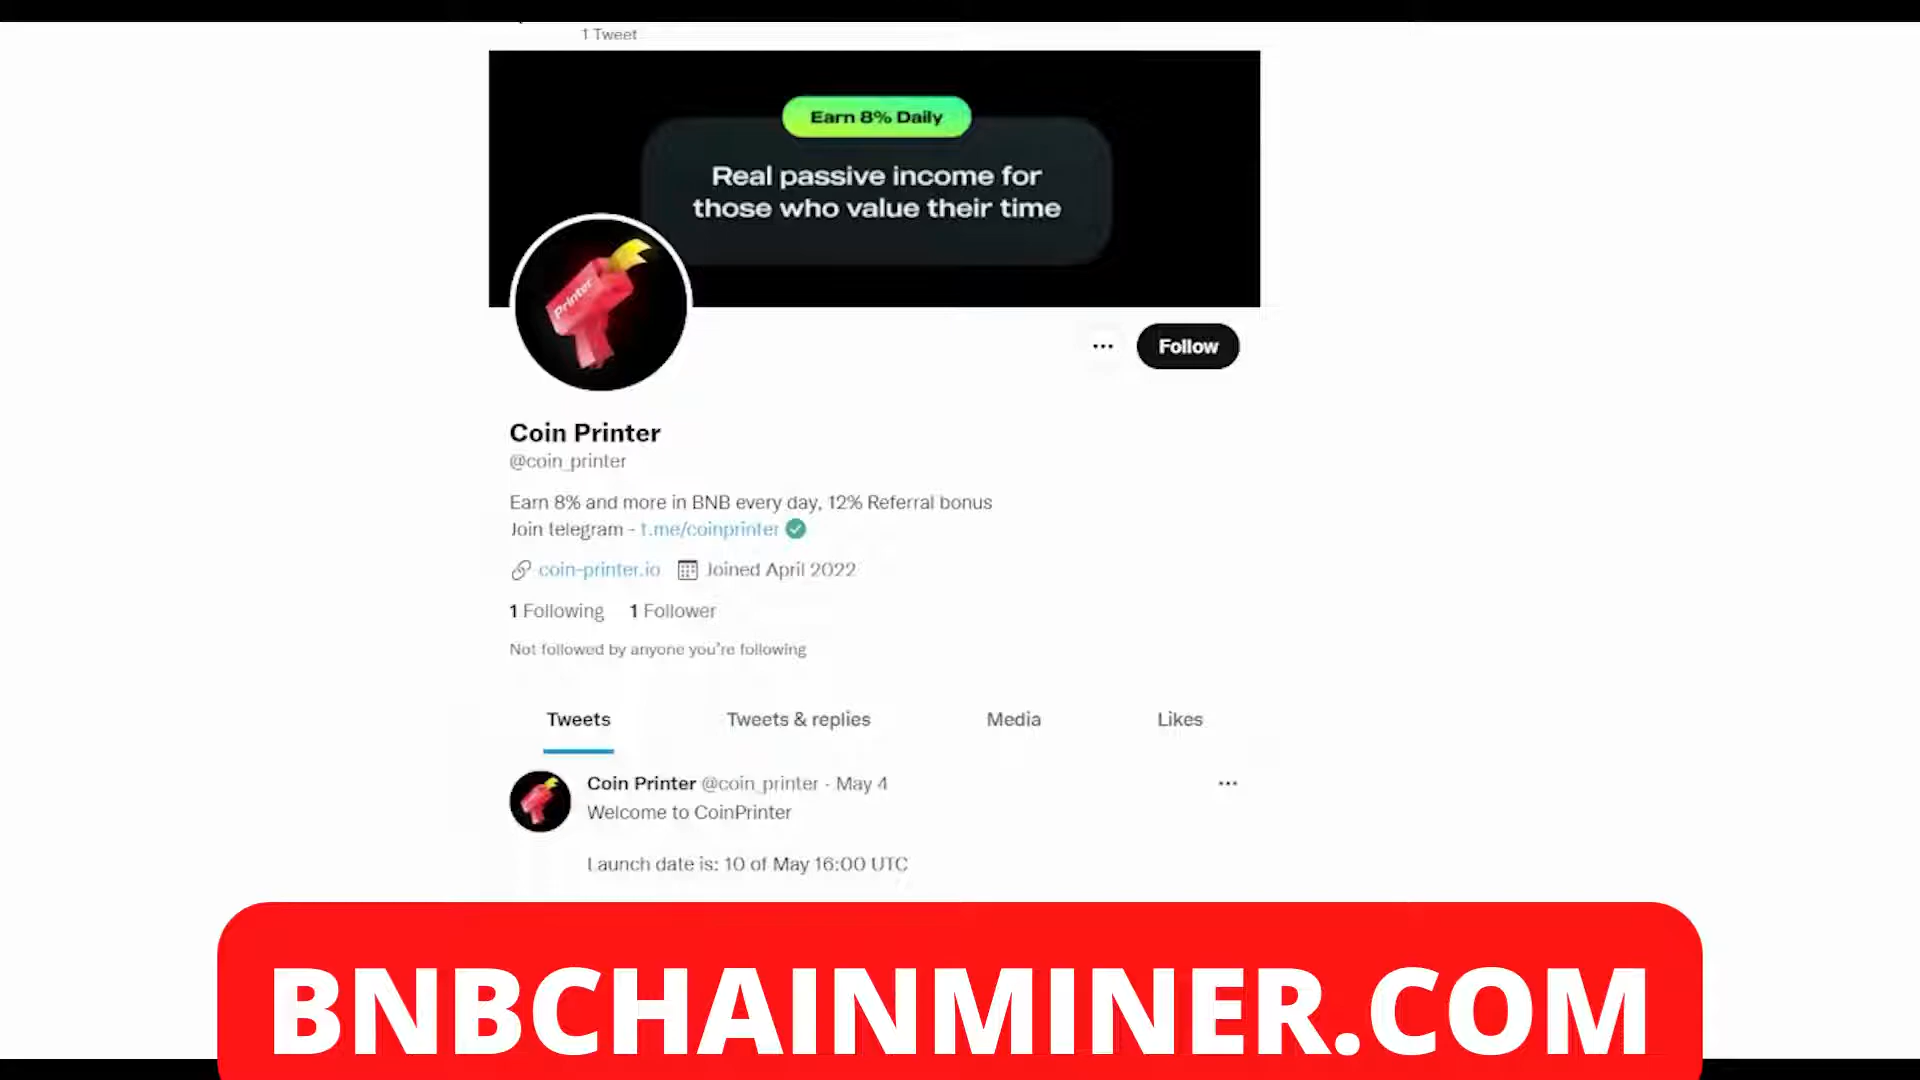 1 Tweet
Earn 8% Daily
Real passive income for
those who value their time
Printer
Follow
Coin Printer
@coin_printer
Earn 8% and more in BNB every day, 12% Referral bonus
Join telegram - t.me/coinprinter
coin-printer.io Joined April 2022
1 Following 1 Follower
Not followed by anyone you're following
Tweets Tweets & replies Media Likes
Coin Printer @coin_printer · May 4
Welcome to CoinPrinter
Launch date is: 10 of May 16:00 UTC
BNBCHAINMINER.COM